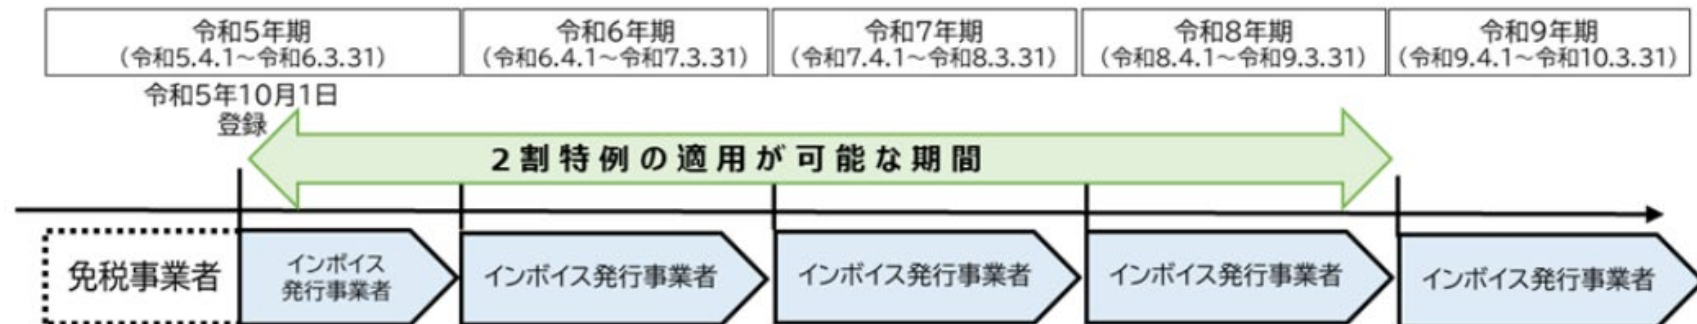 令和5年期
（令和5.4.1～令和6.3.31）
令和6年期
（令和6.4.1～令和7.3.31）
令和7年期
（令和7.4.1～令和8.3.31）
令和8年期
（令和8.4.1～令和9.3.31）
令和9年期
（令和9.4.1～令和10.3.31）
令和5年10月1日
登録
2割特例の適用が可能な期間
免税事業者
インボイス
発行事業者
インボイス発行事業者
インボイス発行事業者
インボイス発行事業者
インボイス発行事業者